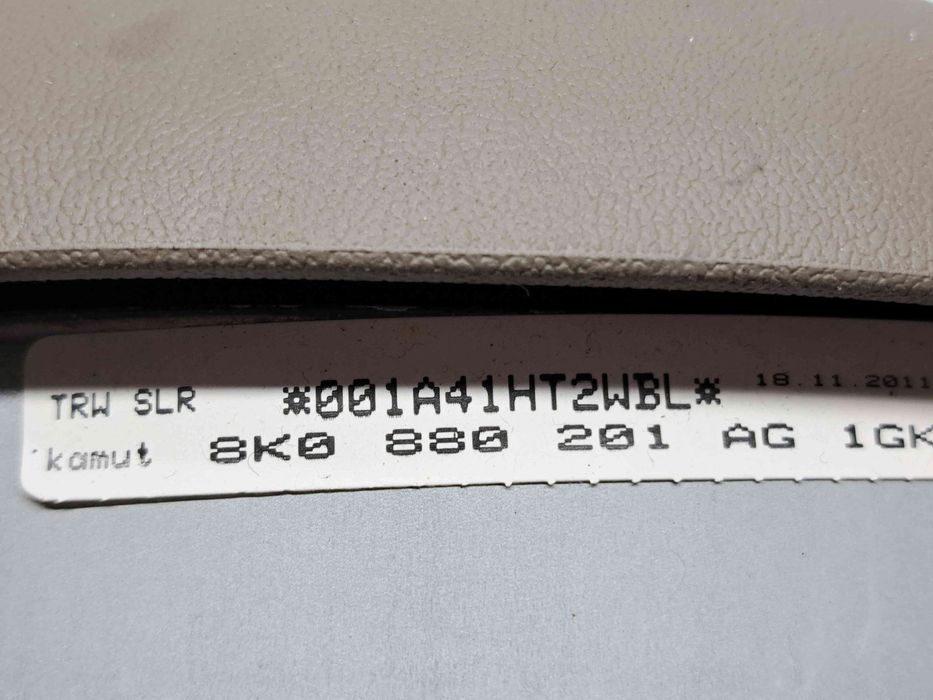 TRW SLR *001A41HT2WBL* 18.11.2011
kamut 8K0 880 201 AG 1GK